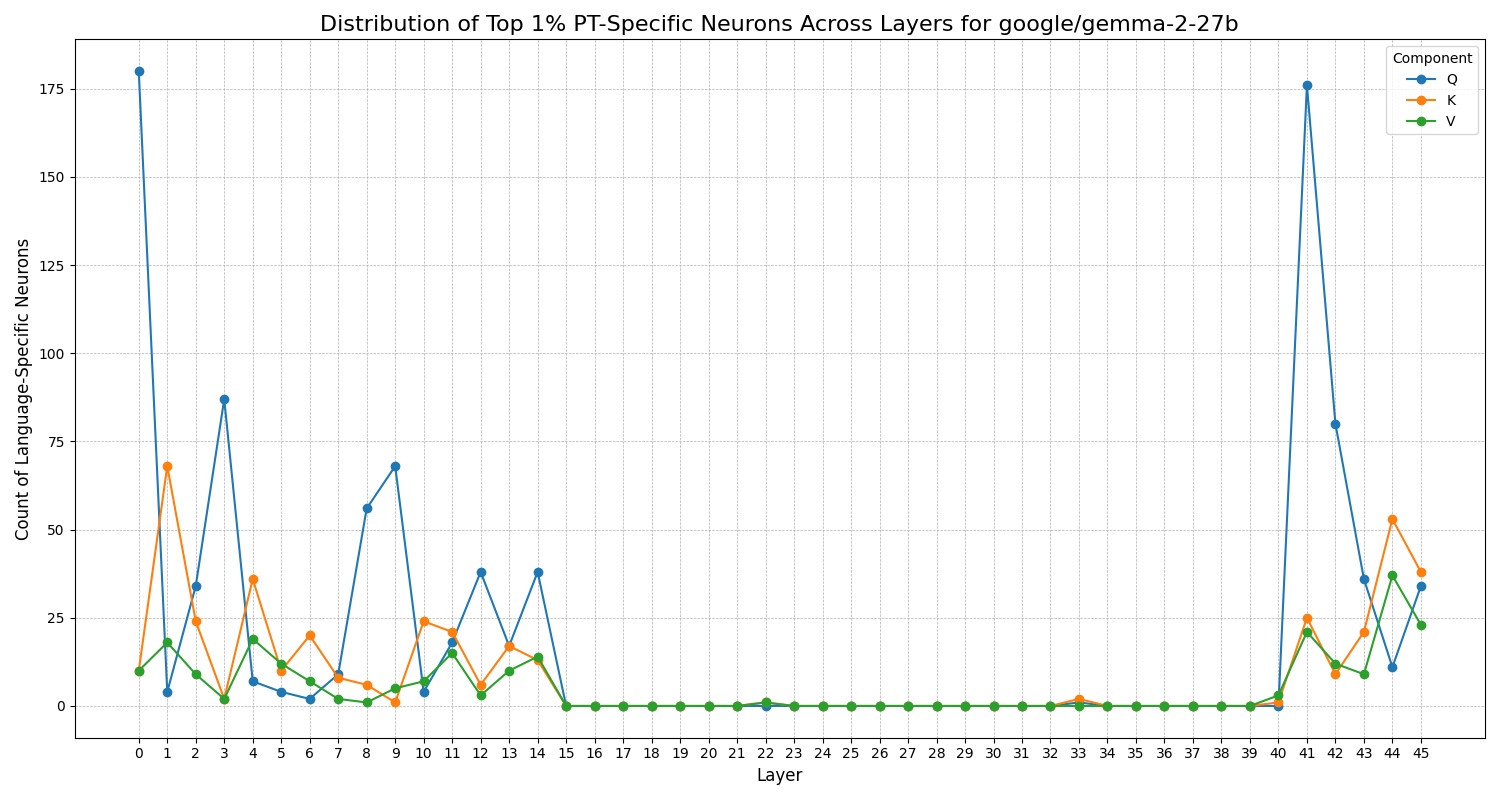 Distribution of Top 1% PT-Specific Neurons Across Layers for google/gemma-2-27b
Component
Q
K
V
Count of Language-Specific Neurons
175
150
125
100
75
50
25
0
0 1 2 3 4 5 6 7 8 9 10 11 12 13 14 15 16 17 18 19 20 21 22 23 24 25 26 27 28 29 30 31 32 33 34 35 36 37 38 39 40 41 42 43 44 45
Layer